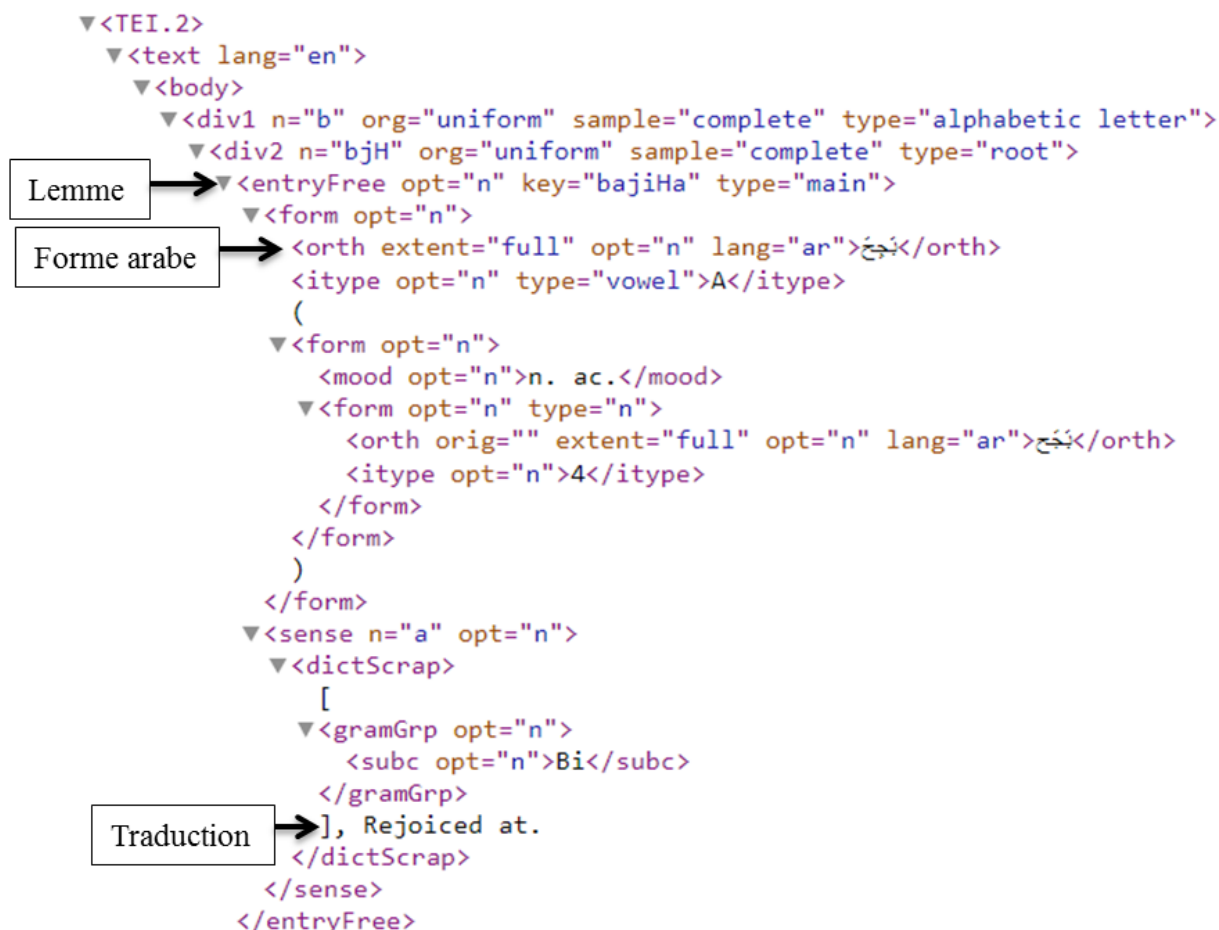 ▼<TEI.2>
▼<text lang="en">
▼<body>
▼<div1 n="b" org="uniform" sample="complete" type="alphabetic letter">
▼<div2 n="bjH" org="uniform" sample="complete" type="root">
Lemme ▼<entryFree opt="n" key="bajiHa" type="main">
▼<form opt="n">
Forme arabe <orth extent="full" opt="n" lang="ar">بَجِحَ</orth>
<itype opt="n" type="vowel">A</itype>
(
▼<form opt="n">
<mood opt="n">n. ac.</mood>
▼<form opt="n" type="n">
<orth orig="" extent="full" opt="n" lang="ar">بَجَح</orth>
<itype opt="n">4</itype>
</form>
</form>
)
</form>
▼<sense n="a" opt="n">
▼<dictScrap>
[
▼<gramGrp opt="n">
<subc opt="n">Bi</subc>
</gramGrp>
Traduction ], Rejoiced at.
</dictScrap>
</sense>
</entryFree>